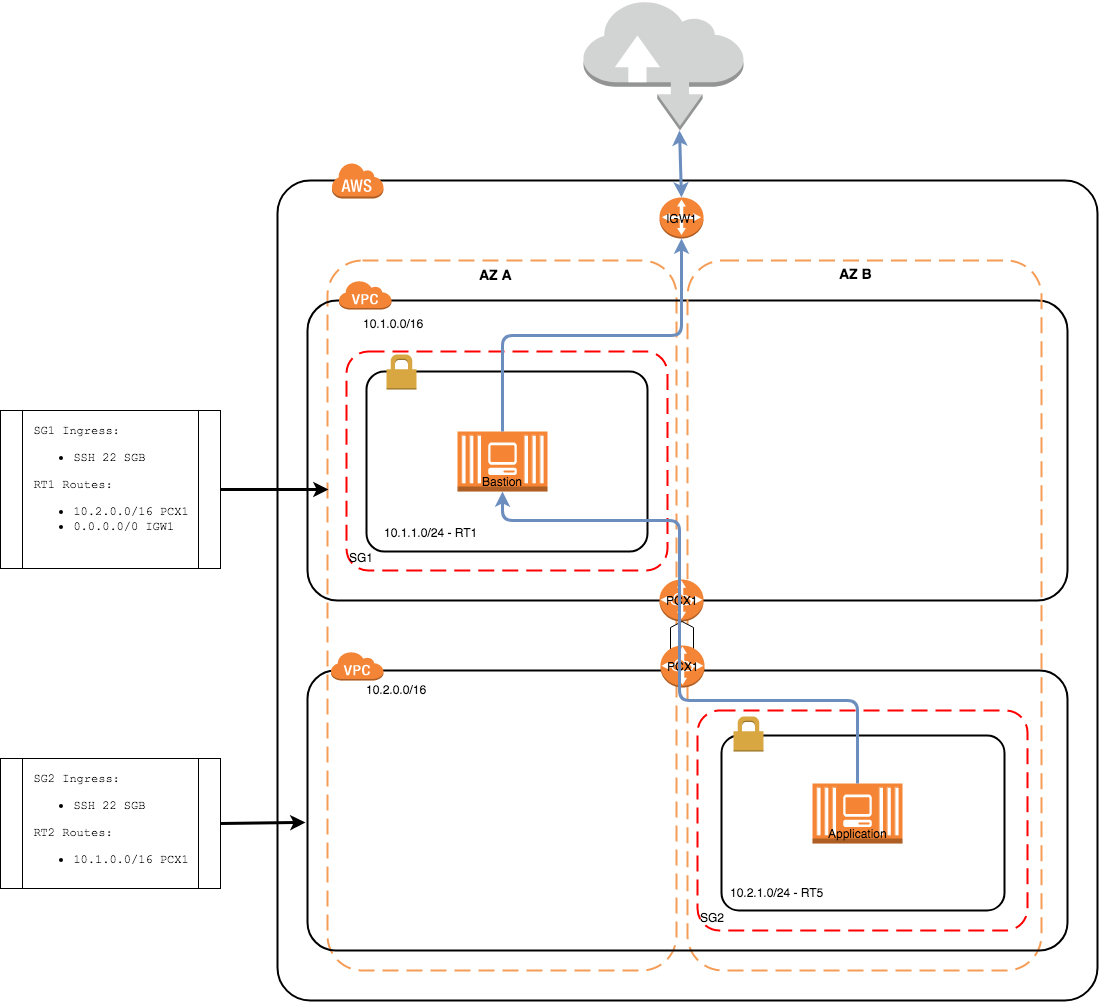 AWS
IGW1
AZ A
AZ B
VPC
10.1.0.0/16
Bastion
10.1.1.0/24 - RT1
SG1
SG1 Ingress:
• SSH 22 SGB
RT1 Routes:
• 10.2.0.0/16 PCX1
• 0.0.0.0/0 IGW1
PCX1
PCX1
VPC
10.2.0.0/16
Application
10.2.1.0/24 - RT5
SG2
SG2 Ingress:
• SSH 22 SGB
RT2 Routes:
• 10.1.0.0/16 PCX1